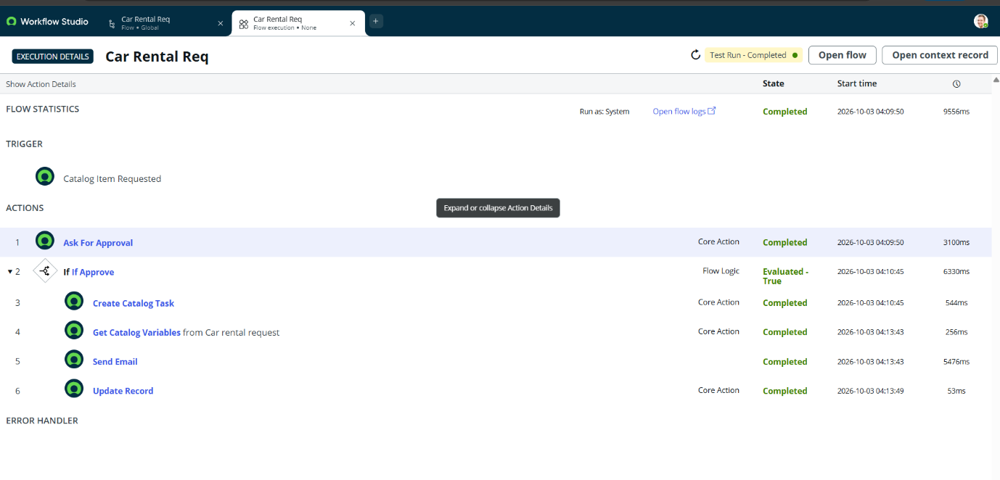 Workflow Studio
Car Rental Req
Flow • Global
Car Rental Req
Flow execution • None
EXECUTION DETAILS
Car Rental Req
Test Run - Completed
Open flow
Open context record
Show Action Details
State
Start time
FLOW STATISTICS
Run as: System
Open flow logs
Completed
2026-10-03 04:09:50
9556ms
TRIGGER
Catalog Item Requested
ACTIONS
Expand or collapse Action Details
1 Ask For Approval Core Action Completed 2026-10-03 04:09:50 3100ms
2 If If Approve Flow Logic Evaluated - True 2026-10-03 04:10:45 6330ms
3 Create Catalog Task Core Action Completed 2026-10-03 04:10:45 544ms
4 Get Catalog Variables from Car rental request Core Action Completed 2026-10-03 04:13:43 256ms
5 Send Email Completed 2026-10-03 04:13:43 5476ms
6 Update Record Core Action Completed 2026-10-03 04:13:49 53ms
ERROR HANDLER